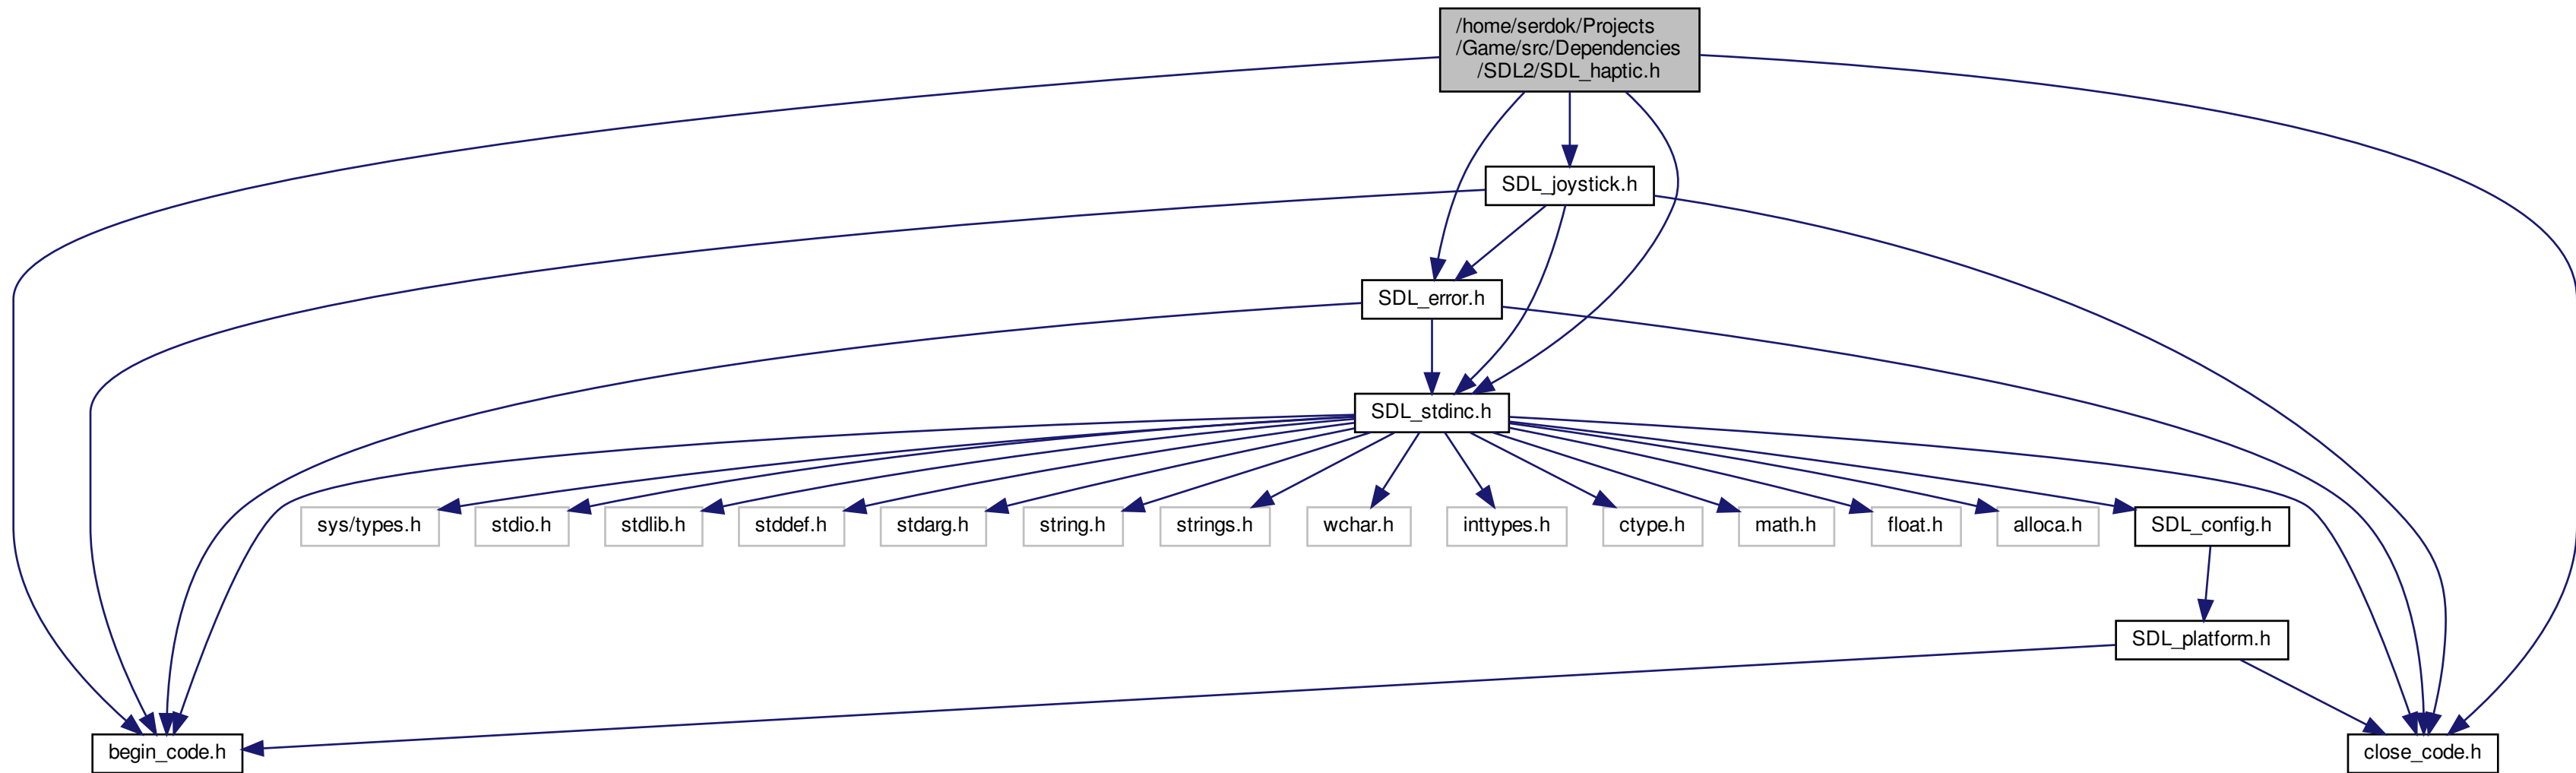 /home/serdok/Projects
/Game/src/Dependencies
/SDL2/SDL_haptic.h
SDL_joystick.h
SDL_error.h
SDL_stdinc.h
sys/types.h
stdio.h
stdlib.h
stddef.h
stdarg.h
string.h
strings.h
wchar.h
inttypes.h
ctype.h
math.h
float.h
alloca.h
SDL_config.h
SDL_platform.h
begin_code.h
close_code.h